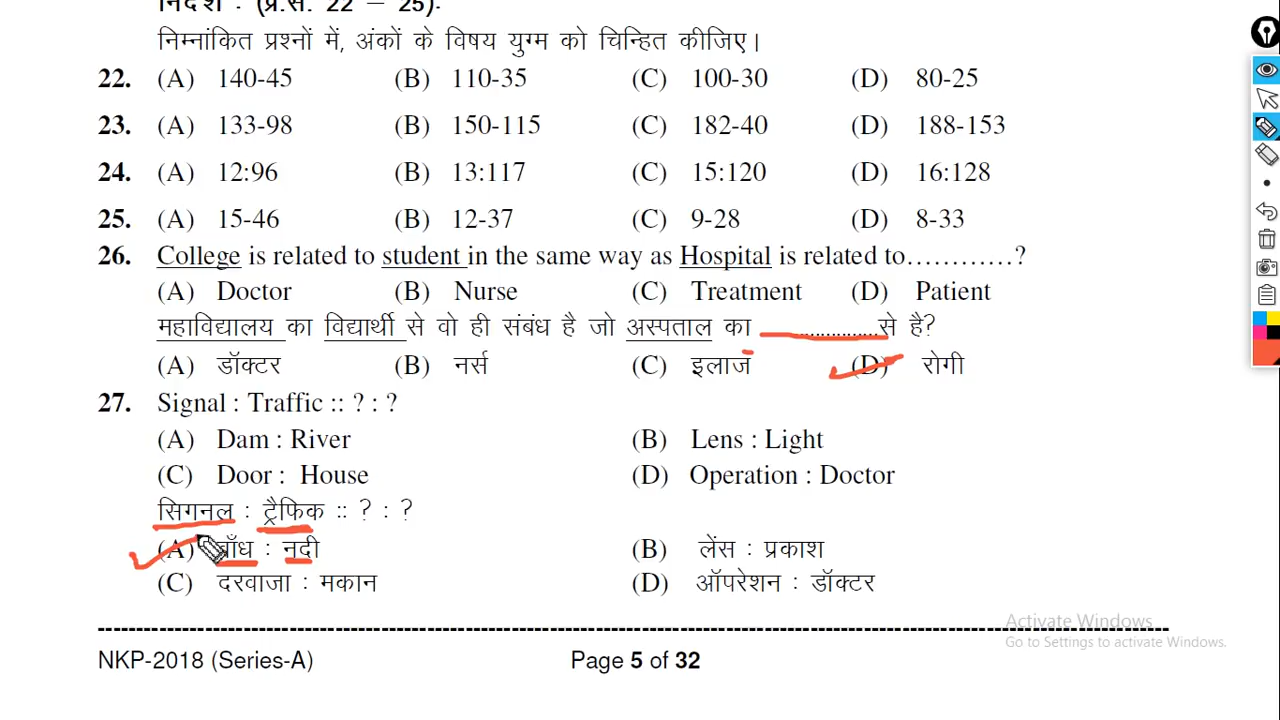 निर्देश : (प्र.सं. 22 – 25):
निम्नांकित प्रश्नों में, अंकों के विषय युग्म को चिन्हित कीजिए।
22. (A) 140-45 (B) 110-35 (C) 100-30 (D) 80-25
23. (A) 133-98 (B) 150-115 (C) 182-40 (D) 188-153
24. (A) 12:96 (B) 13:117 (C) 15:120 (D) 16:128
25. (A) 15-46 (B) 12-37 (C) 9-28 (D) 8-33
26. College is related to student in the same way as Hospital is related to…………?
(A) Doctor (B) Nurse (C) Treatment (D) Patient
महाविद्यालय का विद्यार्थी से वो ही संबंध है जो अस्पताल का ....................से है?
(A) डॉक्टर (B) नर्स (C) इलाज (D) रोगी
27. Signal : Traffic :: ? : ?
(A) Dam : River (B) Lens : Light
(C) Door : House (D) Operation : Doctor
सिगनल : ट्रैफिक :: ? : ?
(A) बाँध : नदी (B) लेंस : प्रकाश
(C) दरवाजा : मकान (D) ऑपरेशन : डॉक्टर
Activate Windows
Go to Settings to activate Windows.
NKP-2018 (Series-A) Page 5 of 32